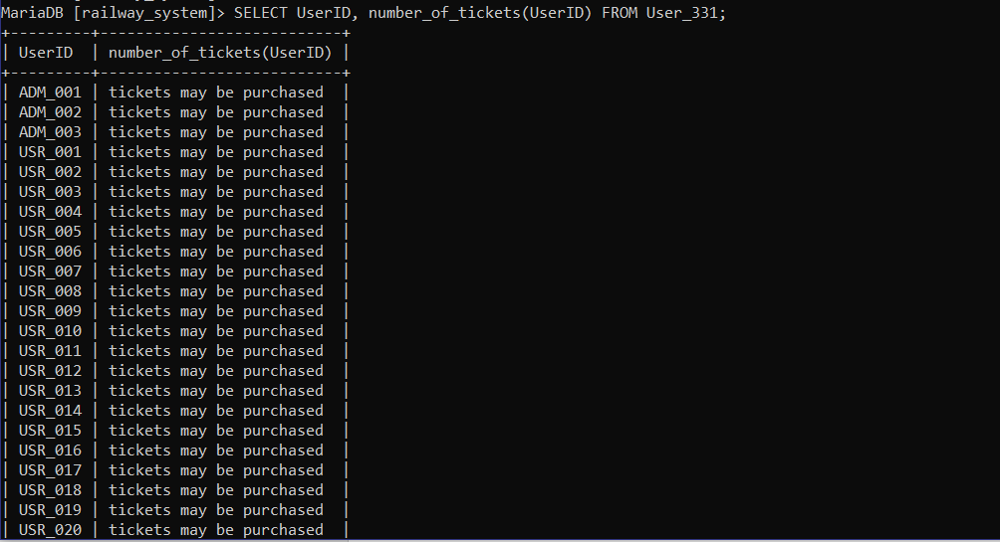 MariaDB [railway_system]> SELECT UserID, number_of_tickets(UserID) FROM User_331;
+---------+---------------------------+
| UserID  | number_of_tickets(UserID) |
+---------+---------------------------+
| ADM_001 | tickets may be purchased  |
| ADM_002 | tickets may be purchased  |
| ADM_003 | tickets may be purchased  |
| USR_001 | tickets may be purchased  |
| USR_002 | tickets may be purchased  |
| USR_003 | tickets may be purchased  |
| USR_004 | tickets may be purchased  |
| USR_005 | tickets may be purchased  |
| USR_006 | tickets may be purchased  |
| USR_007 | tickets may be purchased  |
| USR_008 | tickets may be purchased  |
| USR_009 | tickets may be purchased  |
| USR_010 | tickets may be purchased  |
| USR_011 | tickets may be purchased  |
| USR_012 | tickets may be purchased  |
| USR_013 | tickets may be purchased  |
| USR_014 | tickets may be purchased  |
| USR_015 | tickets may be purchased  |
| USR_016 | tickets may be purchased  |
| USR_017 | tickets may be purchased  |
| USR_018 | tickets may be purchased  |
| USR_019 | tickets may be purchased  |
| USR_020 | tickets may be purchased  |